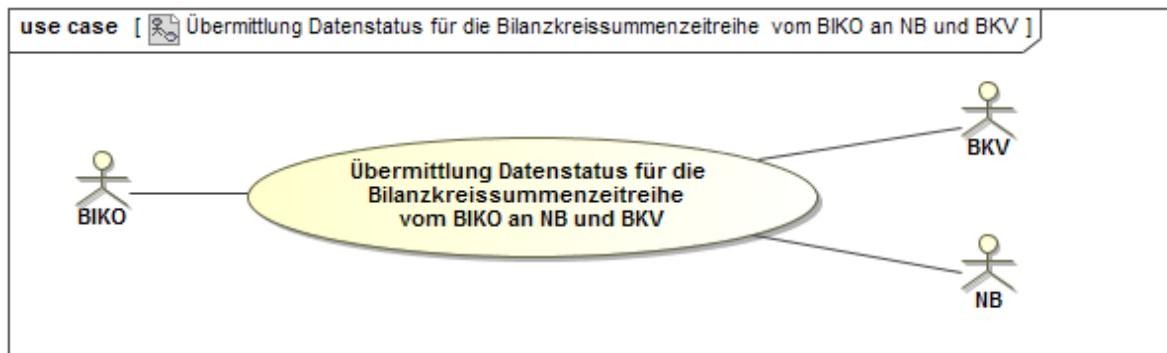 use case [ Übermittlung Datenstatus für die Bilanzkreissummenzeitreihe vom BIKO an NB und BKV ]
BKV
Übermittlung Datenstatus für die
Bilanzkreissummenzeitreihe
vom BIKO an NB und BKV
BIKO
NB